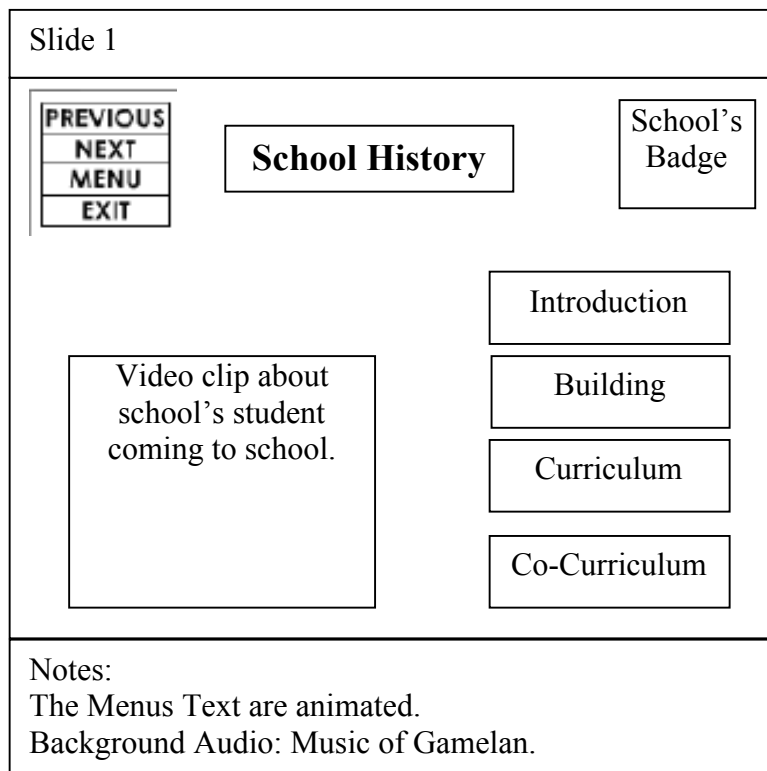 Slide 1
PREVIOUS
NEXT
MENU
EXIT
School History
School’s
Badge
Introduction
Video clip about
school’s student
coming to school.
Building
Curriculum
Co-Curriculum
Notes:
The Menus Text are animated.
Background Audio: Music of Gamelan.